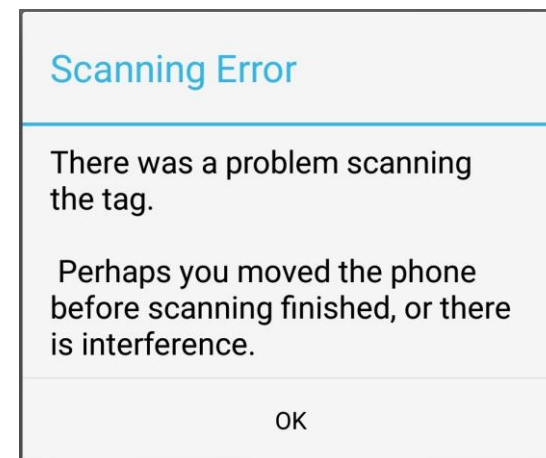 Scanning Error
There was a problem scanning
the tag.
Perhaps you moved the phone
before scanning finished, or there
is interference.
OK